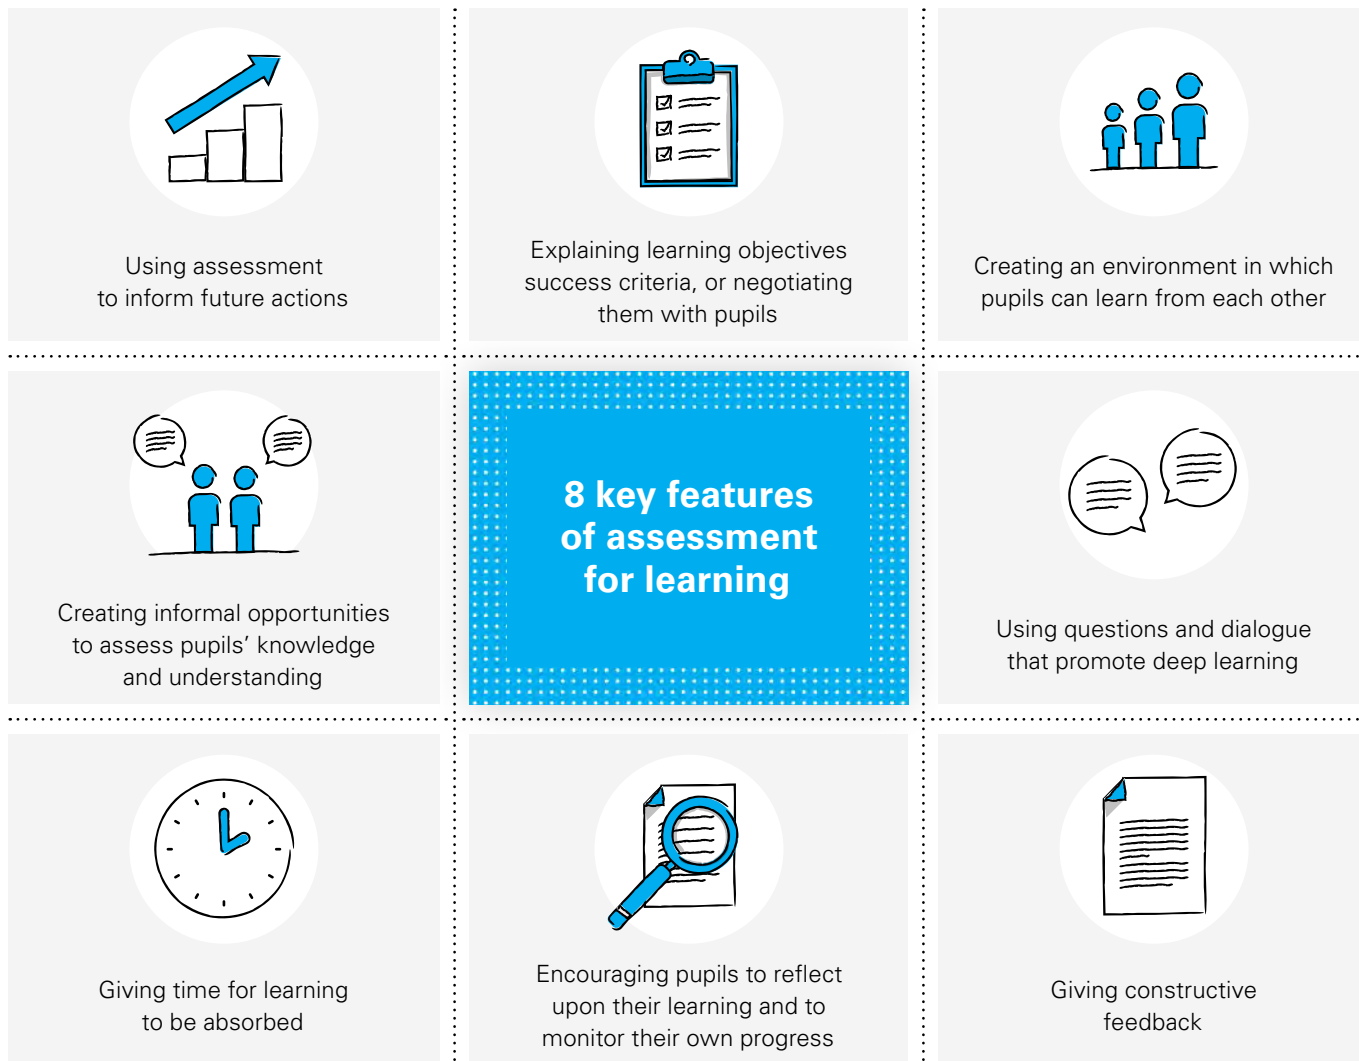 Using assessment
to inform future actions
Explaining learning objectives
success criteria, or negotiating
them with pupils
Creating an environment in which
pupils can learn from each other
Creating informal opportunities
to assess pupils’ knowledge
and understanding
8 key features
of assessment
for learning
Using questions and dialogue
that promote deep learning
Giving time for learning
to be absorbed
Encouraging pupils to reflect
upon their learning and to
monitor their own progress
Giving constructive
feedback